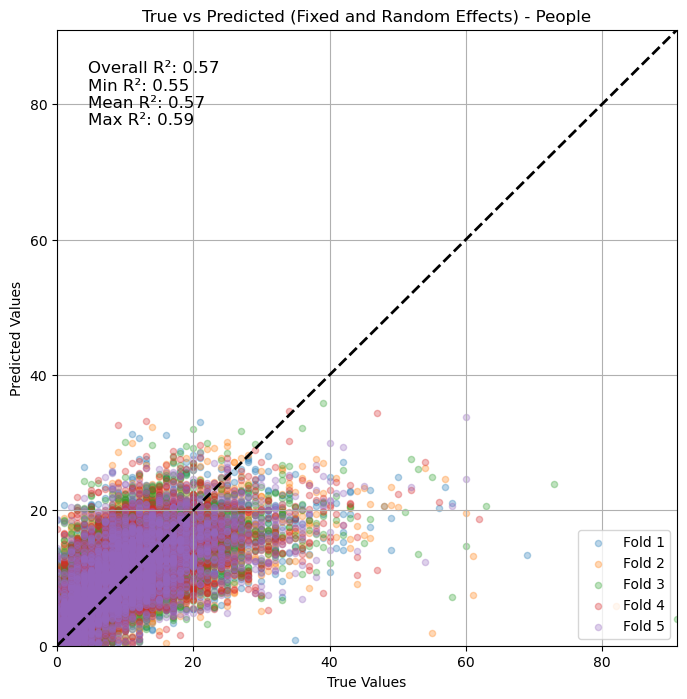 True vs Predicted (Fixed and Random Effects) - People
Overall R²: 0.57
Min R²: 0.55
Mean R²: 0.57
Max R²: 0.59
80
60
40
20
0
Predicted Values
Fold 1
Fold 2
Fold 3
Fold 4
Fold 5
0 20 40 60 80
True Values